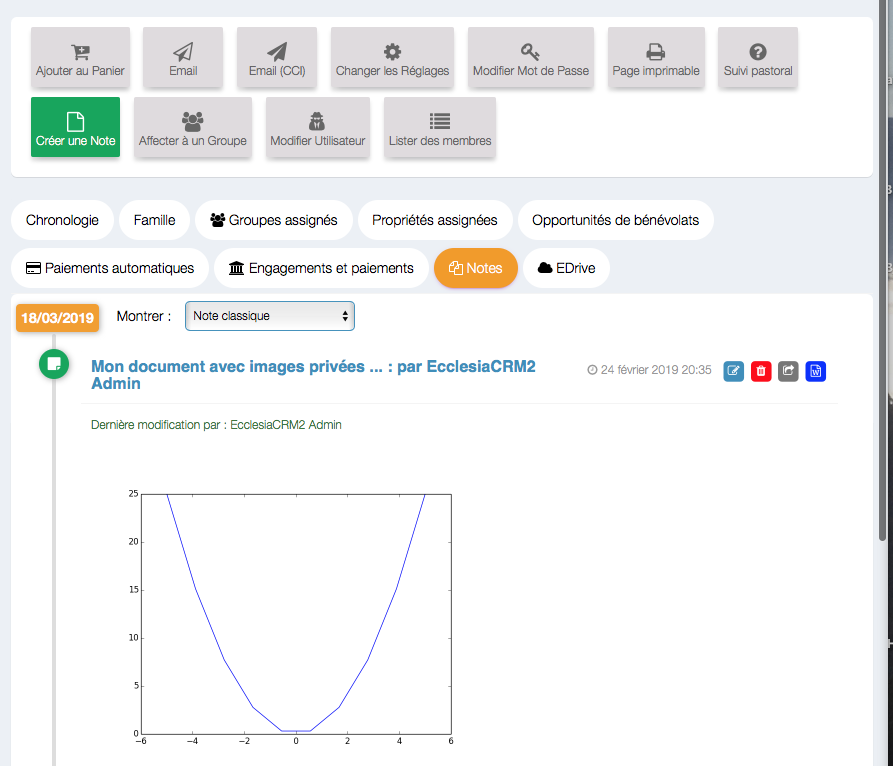 Ajouter au Panier
Email
Email (CCI)
Changer les Réglages
Modifier Mot de Passe
Page imprimable
Suivi pastoral
Créer une Note
Affecter à un Groupe
Modifier Utilisateur
Lister des membres
Chronologie
Famille
Groupes assignés
Propriétés assignées
Opportunités de bénévolats
Paiements automatiques
Engagements et paiements
Notes
EDrive
18/03/2019
Montrer :
Note classique
Mon document avec images privées ... : par EcclesiaCRM2
Admin
24 février 2019 20:35
Dernière modification par : EcclesiaCRM2 Admin
25
20
15
10
5
0
−6 −4 −2 0 2 4 6